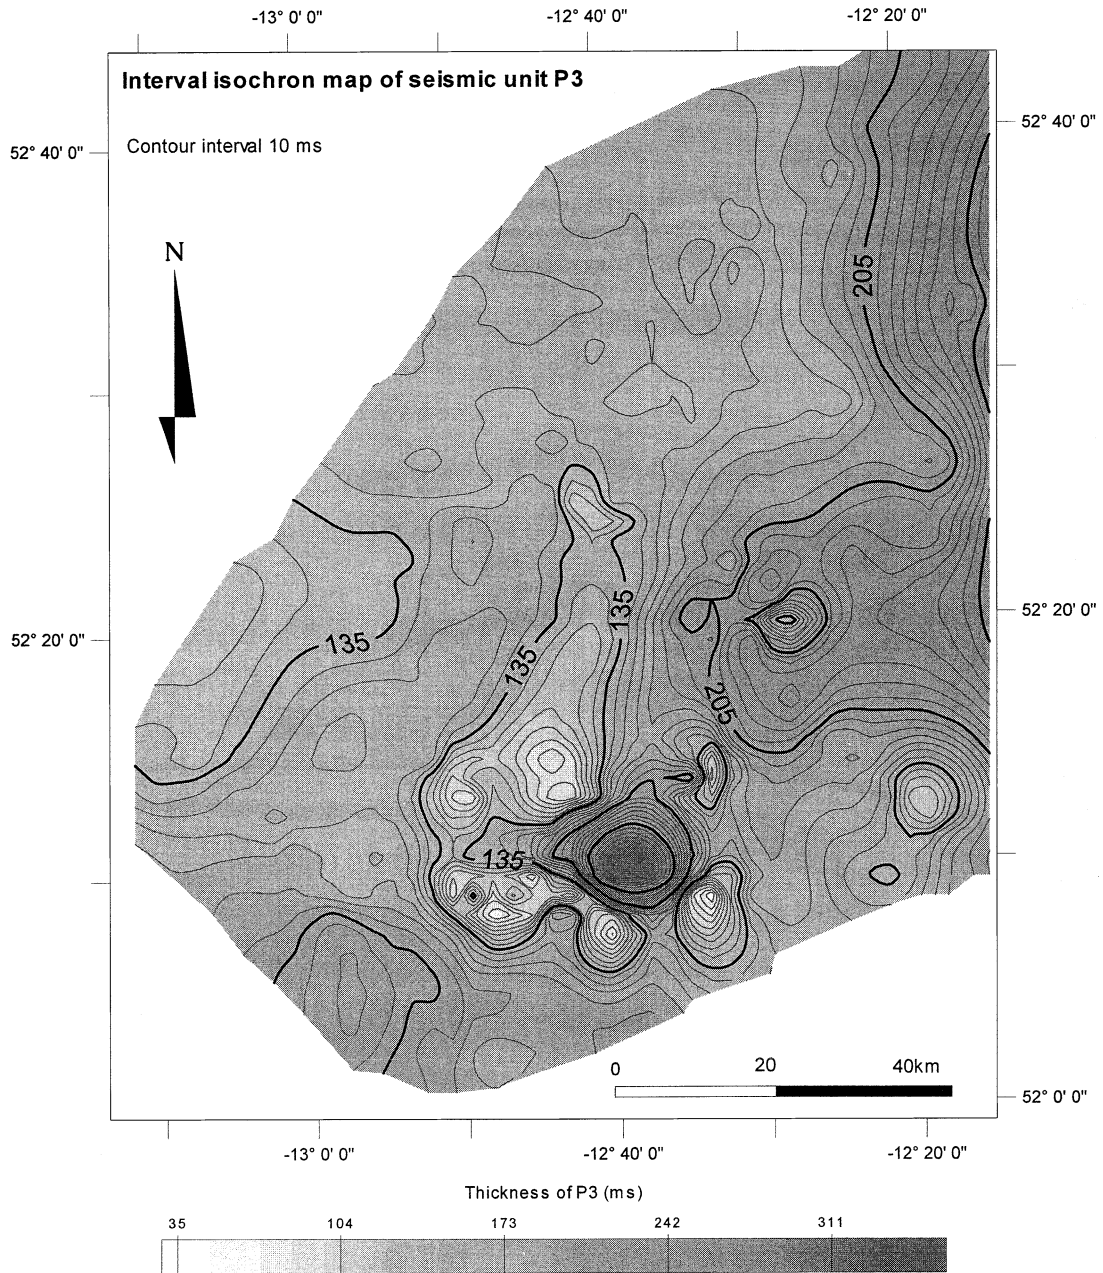 -13° 0' 0" -12° 40' 0" -12° 20' 0"
Interval isochron map of seismic unit P3
52° 40' 0"
52° 40' 0"
Contour interval 10 ms
N
205
135
52° 20' 0"
52° 20' 0"
135
135
205
135
0 20 40km
52° 0' 0"
-13° 0' 0" -12° 40' 0" -12° 20' 0"
Thickness of P3 (ms)
35 104 173 242 311